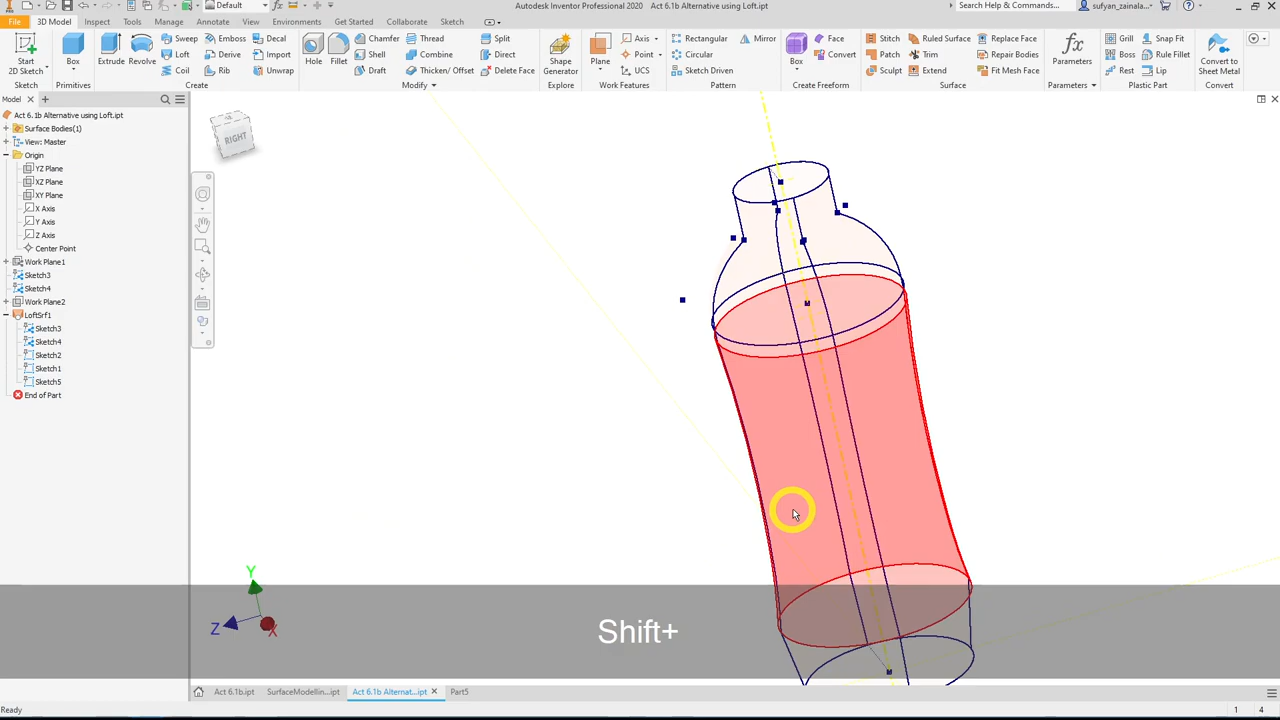 Default
Autodesk Inventor Professional 2020 Act 6.1b Alternative using Loft.ipt
Search Help & Commands...
sufyan_zainala...
File 3D Model Inspect Tools Manage Annotate View Environments Get Started Collaborate Sketch
Start
2D Sketch
Sketch
Box
Primitives
Extrude
Revolve
Sweep
Loft
Coil
Emboss
Derive
Rib
Decal
Import
Unwrap
Create
Hole
Fillet
Chamfer
Shell
Draft
Thread
Combine
Thicken/ Offset
Split
Direct
Delete Face
Modify
Shape
Generator
Explore
Plane
Axis
Point
UCS
Work Features
Rectangular
Circular
Sketch Driven
Mirror
Pattern
Box
Face
Convert
Create Freeform
Stitch
Patch
Sculpt
Ruled Surface
Trim
Extend
Replace Face
Repair Bodies
Fit Mesh Face
Surface
Parameters
Parameters
Grill
Boss
Rest
Snap Fit
Rule Fillet
Lip
Plastic Part
Convert to
Sheet Metal
Convert
Model
Act 6.1b Alternative using Loft.ipt
Surface Bodies(1)
View: Master
Origin
YZ Plane
XZ Plane
XY Plane
X Axis
Y Axis
Z Axis
Center Point
Work Plane1
Sketch3
Sketch4
Work Plane2
LoftSrf1
Sketch3
Sketch4
Sketch2
Sketch1
Sketch5
End of Part
RIGHT
Y
Z
X
Shift+
Act 6.1b.ipt SurfaceModellin...ipt Act 6.1b Alternat...ipt Part5
Ready
1 4